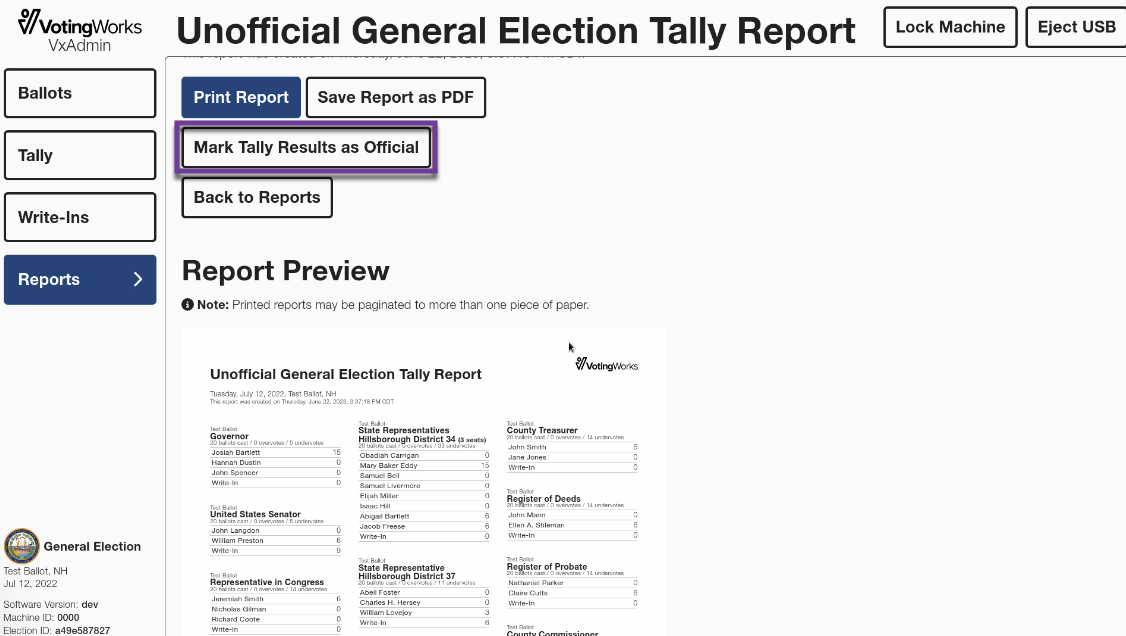 VotingWorks
VxAdmin
Unofficial General Election Tally Report
Lock Machine
Eject USB
Ballots
Tally
Write-Ins
Reports
Print Report
Save Report as PDF
Mark Tally Results as Official
Back to Reports
Report Preview
Note: Printed reports may be paginated to more than one piece of paper.
VotingWorks
Unofficial General Election Tally Report
Tuesday, July 12, 2022, Test Ballot, NH
This report was created on Thursday, June 22, 2023, 3:37:18 PM CDT.
Test Ballot
Governor
20 ballots cast / 0 overvotes / 5 undervotes
Josiah Bartlett 15
Hannah Dustin 0
John Spencer 0
Write-In 0
Test Ballot
United States Senator
20 ballots cast / 0 overvotes / 5 undervotes
John Langdon 0
William Preston 6
Write-In 9
Test Ballot
Representative in Congress
20 ballots cast / 0 overvotes / 14 undervotes
Jeremiah Smith 6
Nicholas Gilman 0
Richard Coote 0
Write-In 0
Test Ballot
State Representatives
Hillsborough District 34 (3 seats)
20 ballots cast / 0 overvotes / 33 undervotes
Obadiah Carrigan 0
Mary Baker Eddy 15
Samuel Bell 0
Samuel Livermore 0
Elijah Miller 0
Isaac Hill 0
Abigail Bartlett 6
Jacob Freese 6
Write-In 0
Test Ballot
State Representative
Hillsborough District 37
20 ballots cast / 0 overvotes / 11 undervotes
Abeil Foster 0
Charles H. Hersey 0
William Lovejoy 3
Write-In 6
Test Ballot
County Treasurer
20 ballots cast / 0 overvotes / 14 undervotes
John Smith 6
Jane Jones 0
Write-In 0
Test Ballot
Register of Deeds
20 ballots cast / 0 overvotes / 14 undervotes
John Mann 0
Ellen A. Stileman 6
Write-In 0
Test Ballot
Register of Probate
20 ballots cast / 0 overvotes / 14 undervotes
Nathaniel Parker 0
Claire Cutts 6
Write-In 0
Test Ballot
County Commissioner
General Election
Test Ballot, NH
Jul 12, 2022
Software Version: dev
Machine ID: 0000
Election ID: a49e587827